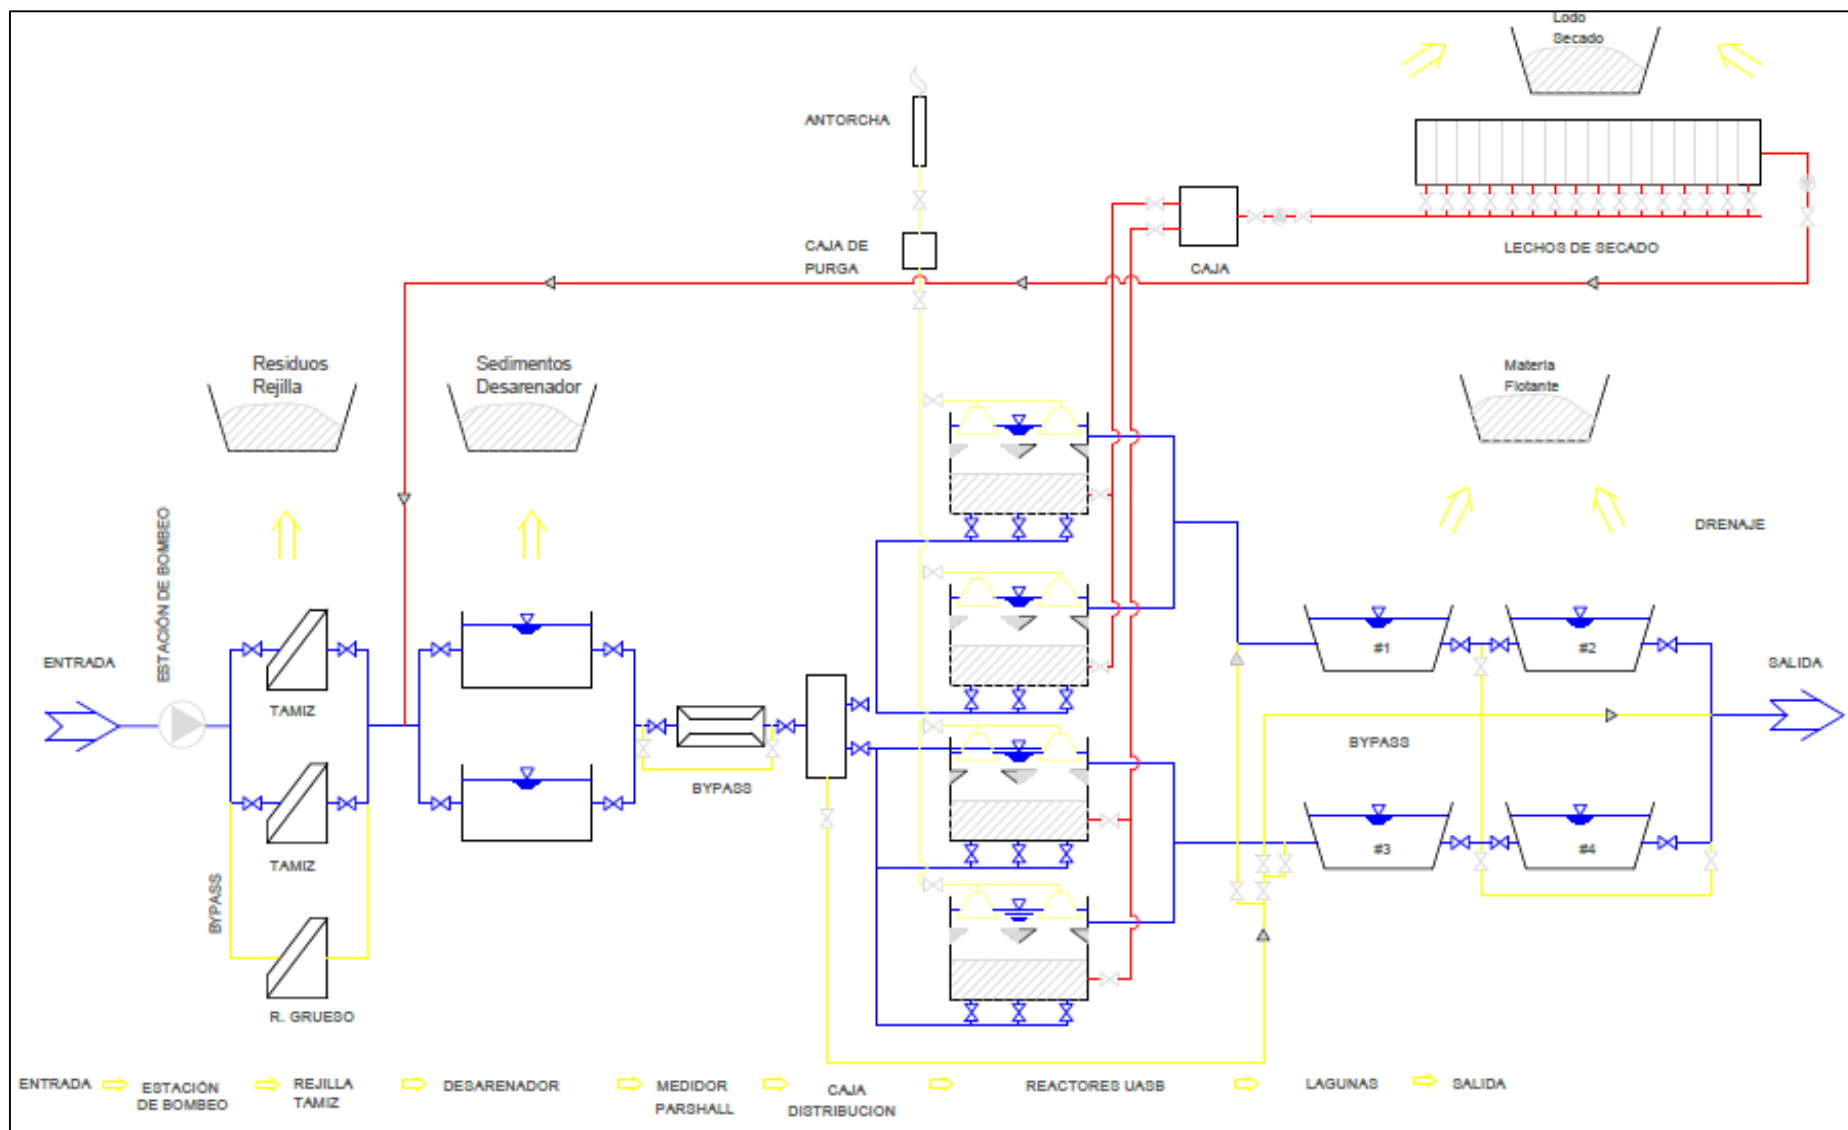 Lodo
Secado
ANTORCHA
CAJA DE
PURGA
CAJA
LECHOS DE SECADO
Residuos
Rejilla
Sedimentos
Desarenador
Materia
Flotante
ESTACIÓN DE BOMBEO
DRENAJE
ENTRADA
TAMIZ
#1
#2
SALIDA
BYPASS
BYPASS
TAMIZ
#3
#4
BYPASS
R. GRUESO
ENTRADA
ESTACIÓN
DE BOMBEO
REJILLA
TAMIZ
DESARENADOR
MEDIDOR
PARSHALL
CAJA
DISTRIBUCION
REACTORES UASB
LAGUNAS
SALIDA